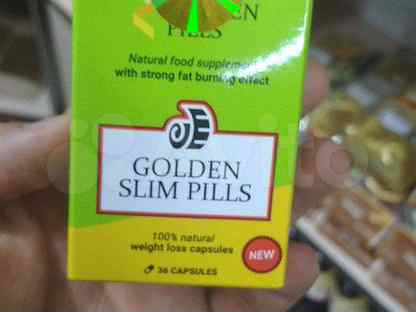 PILLS
Natural food supplement
with strong fat burning effect
GOLDEN
SLIM PILLS
100% natural
weight loss capsules
NEW
36 CAPSULES